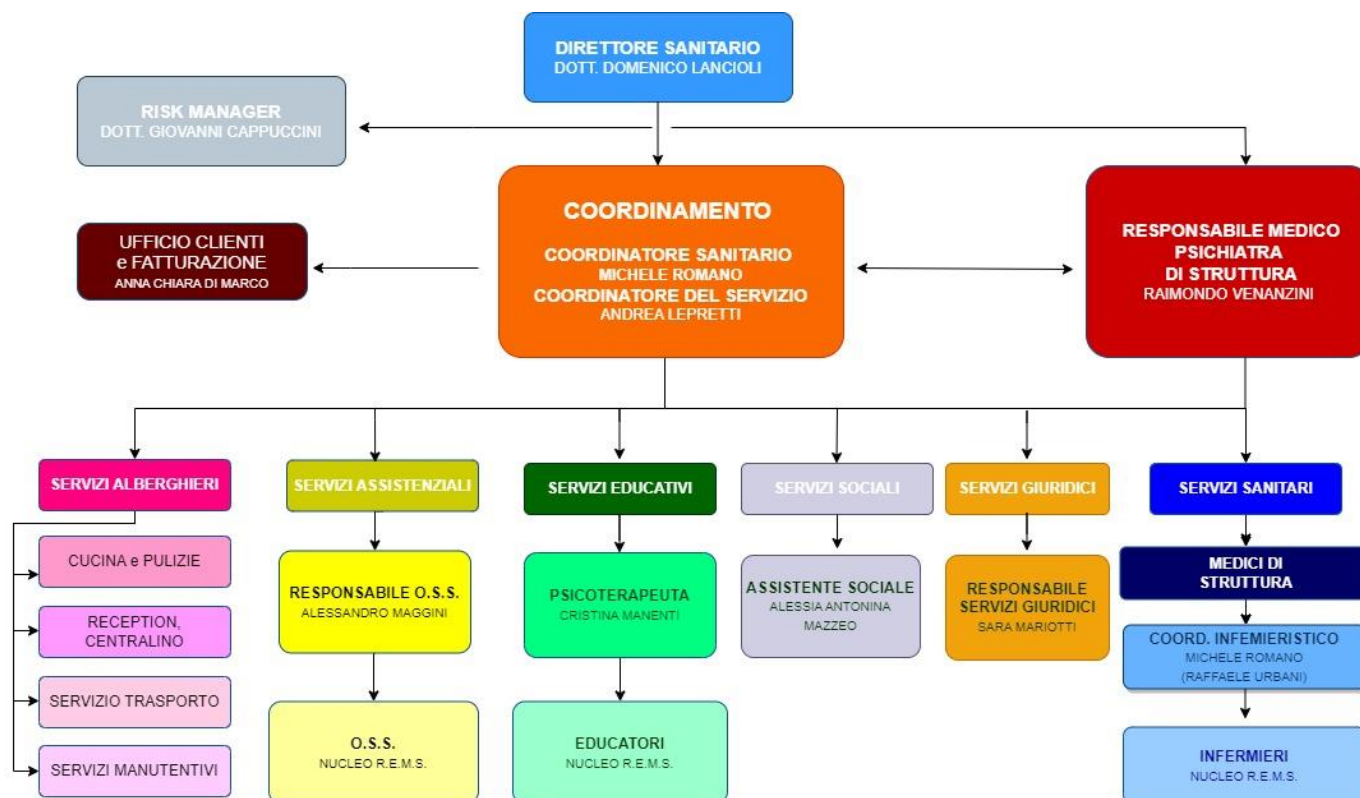 DIRETTORE SANITARIO
DOTT. DOMENICO LANCIOLI
RISK MANAGER
DOTT. GIOVANNI CAPPUCCINI
COORDINAMENTO
COORDINATORE SANITARIO
MICHELE ROMANO
COORDINATORE DEL SERVIZIO
ANDREA LEPRETTI
RESPONSABILE MEDICO
PSICHIATRA
DI STRUTTURA
RAIMONDO VENANZINI
UFFICIO CLIENTI
e FATTURAZIONE
ANNA CHIARA DI MARCO
SERVIZI ALBERGHIERI
CUCINA e PULIZIE
RECEPTION,
CENTRALINO
SERVIZIO TRASPORTO
SERVIZI MANUTENTIVI
SERVIZI ASSISTENZIALI
RESPONSABILE O.S.S.
ALESSANDRO MAGGINI
O.S.S.
NUCLEO R.E.M.S.
SERVIZI EDUCATIVI
PSICOTERAPEUTA
CRISTINA MANENTI
EDUCATORI
NUCLEO R.E.M.S.
SERVIZI SOCIALI
ASSISTENTE SOCIALE
ALESSIA ANTONINA
MAZZEO
SERVIZI GIURIDICI
RESPONSABILE
SERVIZI GIURIDICI
SARA MARIOTTI
SERVIZI SANITARI
MEDICI DI
STRUTTURA
COORD. INFEMIERISTICO
MICHELE ROMANO
(RAFFAELE URBANI)
INFERMIERI
NUCLEO R.E.M.S.